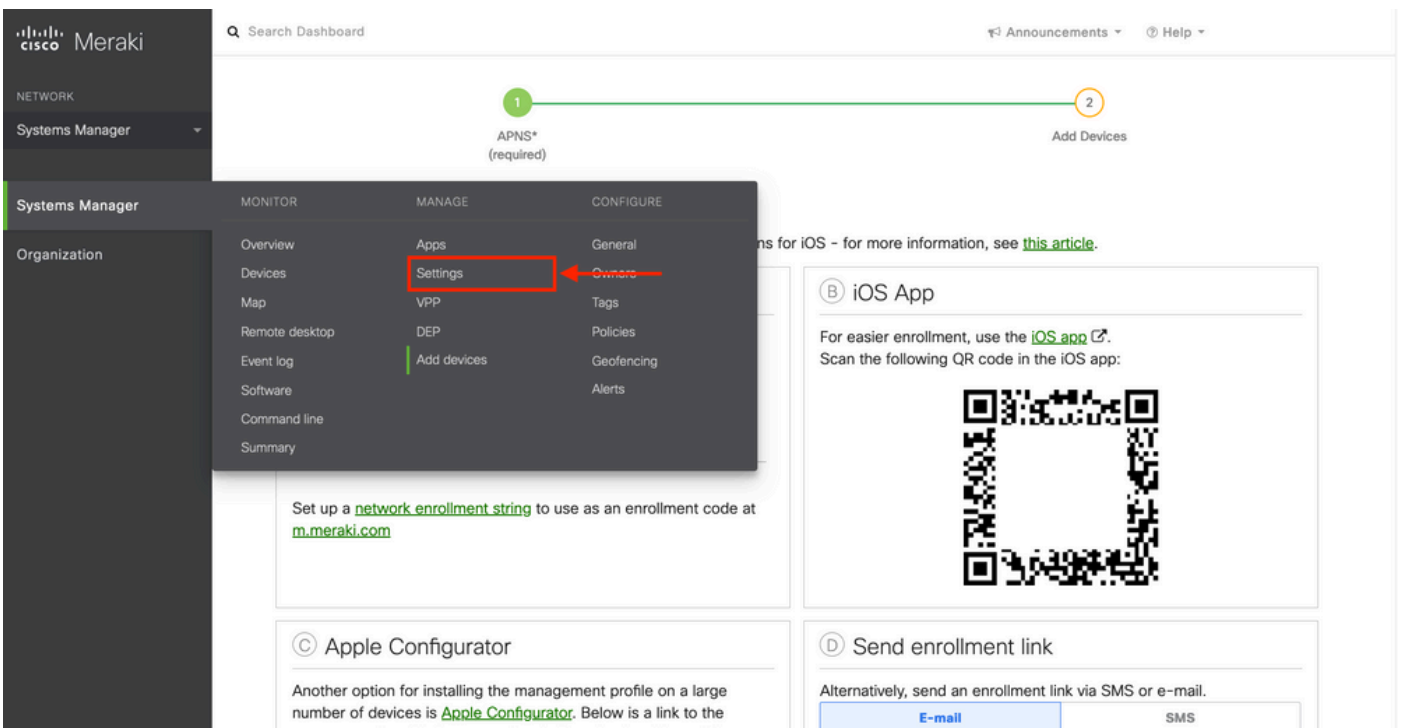 cisco Meraki
Search Dashboard
Announcements
Help
NETWORK
Systems Manager
1
APNS*
(required)
2
Add Devices
Systems Manager
Organization
MONITOR
Overview
Devices
Map
Remote desktop
Event log
Software
Command line
Summary
MANAGE
Apps
Settings
VPP
DEP
Add devices
CONFIGURE
General
Owners
Tags
Policies
Geofencing
Alerts
for iOS - for more information, see this article.
Set up a network enrollment string to use as an enrollment code at
m.meraki.com
B iOS App
For easier enrollment, use the iOS app.
Scan the following QR code in the iOS app:
C Apple Configurator
Another option for installing the management profile on a large
number of devices is Apple Configurator. Below is a link to the
D Send enrollment link
Alternatively, send an enrollment link via SMS or e-mail.
E-mail
SMS